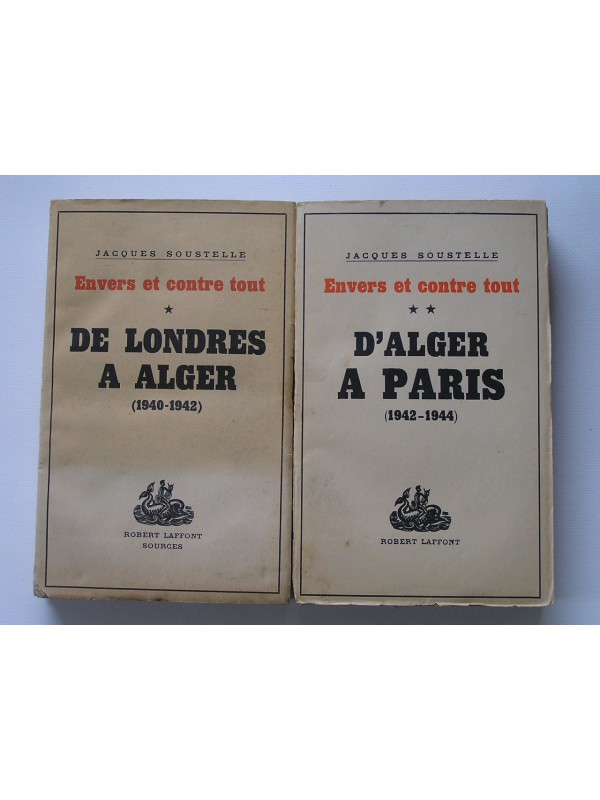 JACQUES SOUSTELLE
Envers et contre tout
★
DE LONDRES
A ALGER
(1940-1942)
ROBERT LAFFONT
SOURCES
JACQUES SOUSTELLE
Envers et contre tout
★ ★
D'ALGER
A PARIS
(1942-1944)
ROBERT LAFFONT